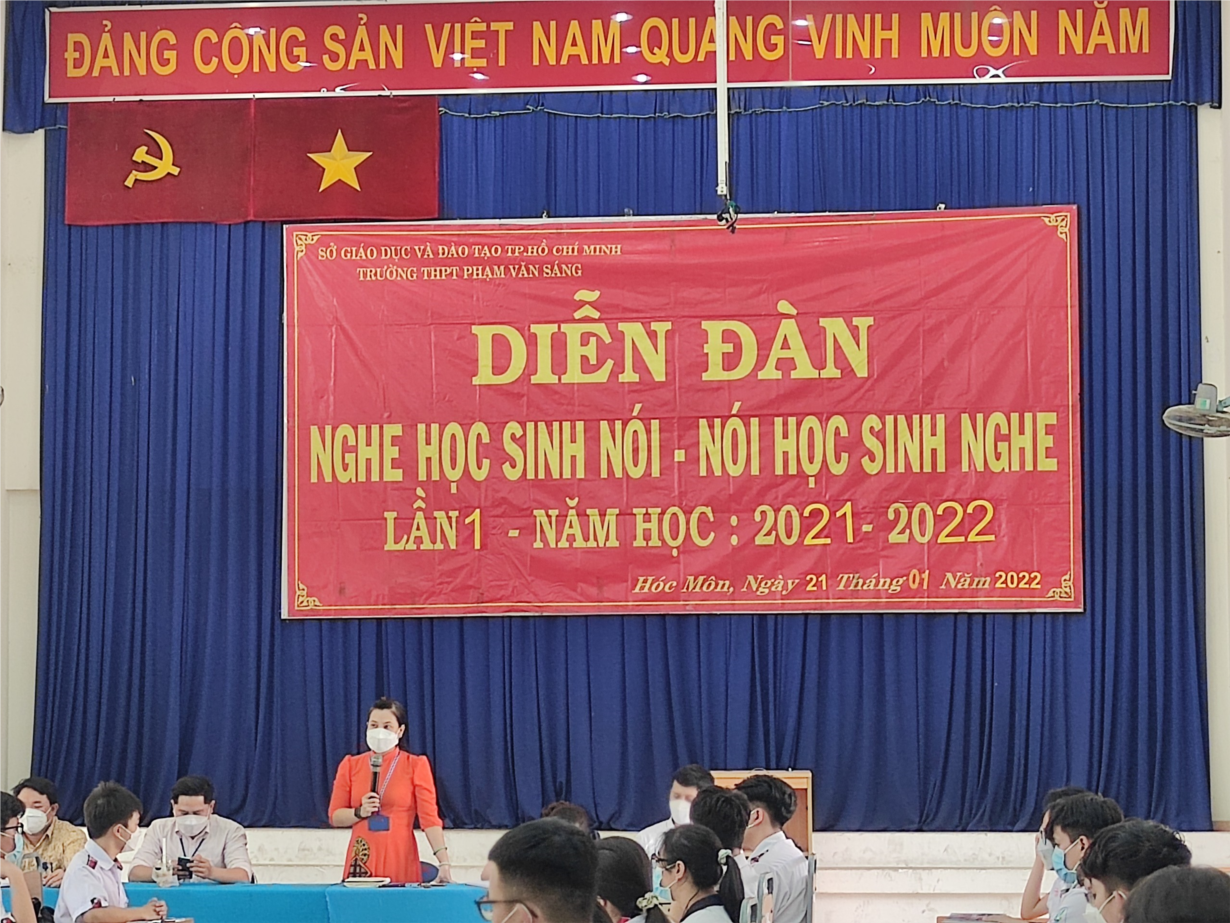 ĐẢNG CỘNG SẢN VIỆT NAM QUANG VINH MUÔN NĂM
SỞ GIÁO DỤC VÀ ĐÀO TẠO TP.HỒ CHÍ MINH
TRƯỜNG THPT PHẠM VĂN SÁNG
DIỄN ĐÀN
NGHE HỌC SINH NÓI - NÓI HỌC SINH NGHE
LẦN 1 - NĂM HỌC : 2021- 2022
Hóc Môn, Ngày 21 Tháng 01 Năm 2022